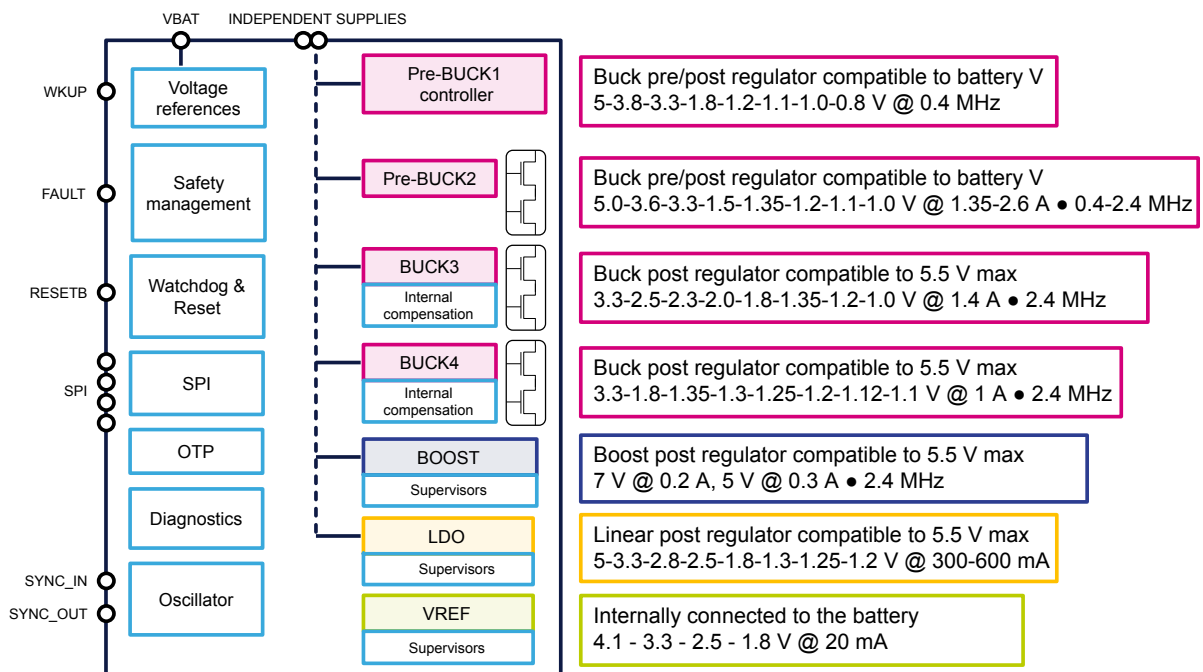 VBAT
INDEPENDENT SUPPLIES
WKUP
Voltage
references
Pre-BUCK1
controller
Buck pre/post regulator compatible to battery V
5-3.8-3.3-1.8-1.2-1.1-1.0-0.8 V @ 0.4 MHz
FAULT
Safety
management
Pre-BUCK2
Buck pre/post regulator compatible to battery V
5.0-3.6-3.3-1.5-1.35-1.2-1.1-1.0 V @ 1.35-2.6 A ● 0.4-2.4 MHz
RESETB
Watchdog &
Reset
BUCK3
Internal
compensation
Buck post regulator compatible to 5.5 V max
3.3-2.5-2.3-2.0-1.8-1.35-1.2-1.0 V @ 1.4 A ● 2.4 MHz
SPI
SPI
BUCK4
Internal
compensation
Buck post regulator compatible to 5.5 V max
3.3-1.8-1.35-1.3-1.25-1.2-1.12-1.1 V @ 1 A ● 2.4 MHz
OTP
BOOST
Supervisors
Boost post regulator compatible to 5.5 V max
7 V @ 0.2 A, 5 V @ 0.3 A ● 2.4 MHz
Diagnostics
LDO
Supervisors
Linear post regulator compatible to 5.5 V max
5-3.3-2.8-2.5-1.8-1.3-1.25-1.2 V @ 300-600 mA
SYNC_IN
SYNC_OUT
Oscillator
VREF
Supervisors
Internally connected to the battery
4.1 - 3.3 - 2.5 - 1.8 V @ 20 mA